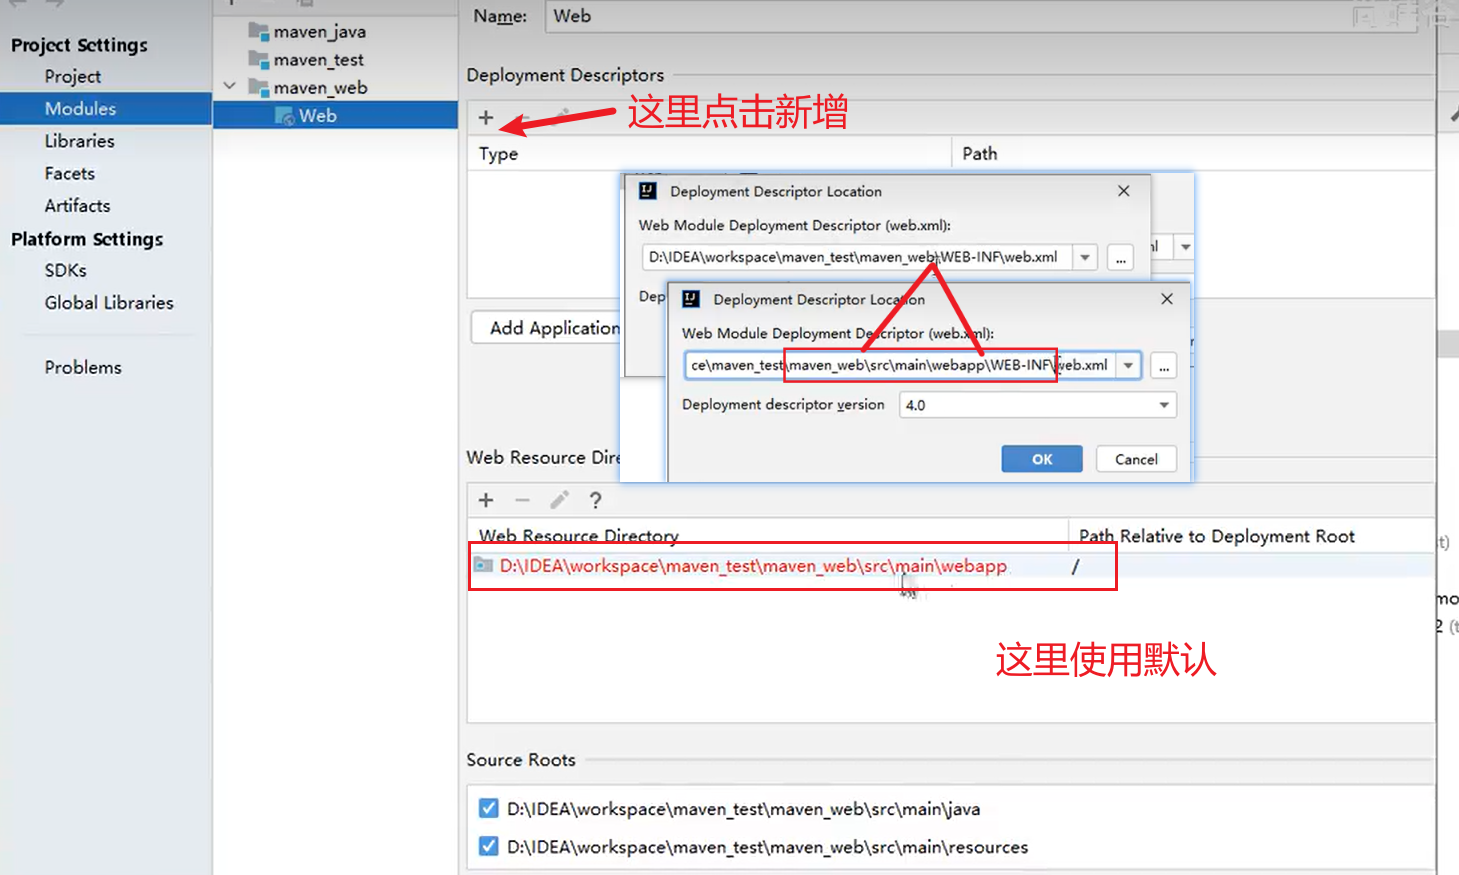 Name:
Web
Project Settings
Project
Modules
Libraries
Facets
Artifacts
Platform Settings
SDKs
Global Libraries
Problems
maven_java
maven_test
maven_web
Web
Deployment Descriptors
这里点击新增
Type
Path
Deployment Descriptor Location
Web Module Deployment Descriptor (web.xml):
D:\IDEA\workspace\maven_test\maven_web\WEB-INF\web.xml
...
Dep
Deployment Descriptor Location
Web Module Deployment Descriptor (web.xml):
ce\maven_test\maven_web\src\main\webapp\WEB-INF\web.xml
...
Deployment descriptor version
4.0
OK
Cancel
Add Application
Web Resource Dire
?
Web Resource Directory
Path Relative to Deployment Root
D:\IDEA\workspace\maven_test\maven_web\src\main\webapp
/
这里使用默认
Source Roots
D:\IDEA\workspace\maven_test\maven_web\src\main\java
D:\IDEA\workspace\maven_test\maven_web\src\main\resources